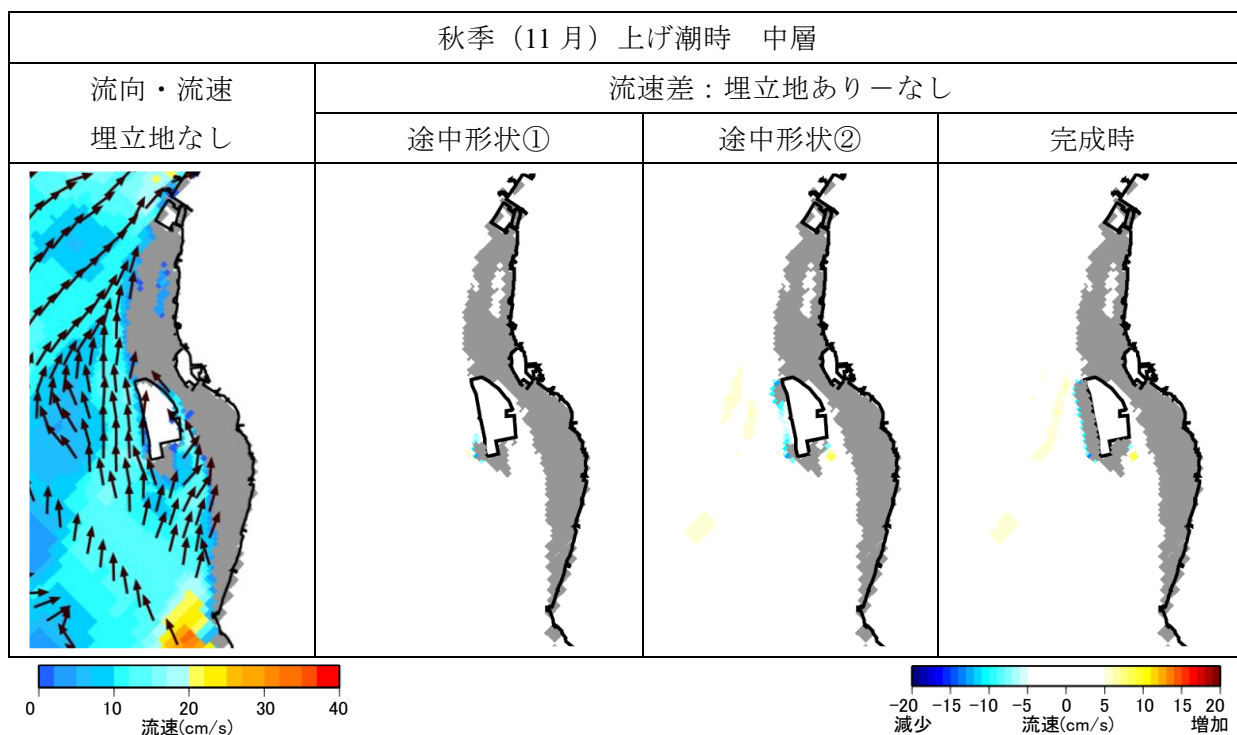 秋季（11月）上げ潮時　中層
流向・流速
埋立地なし
流速差：埋立地あり－なし
途中形状①
途中形状②
完成時
0 10 20 30 40
流速(cm/s)
-20 -15 -10 -5 0 5 10 15 20
減少 流速(cm/s) 増加